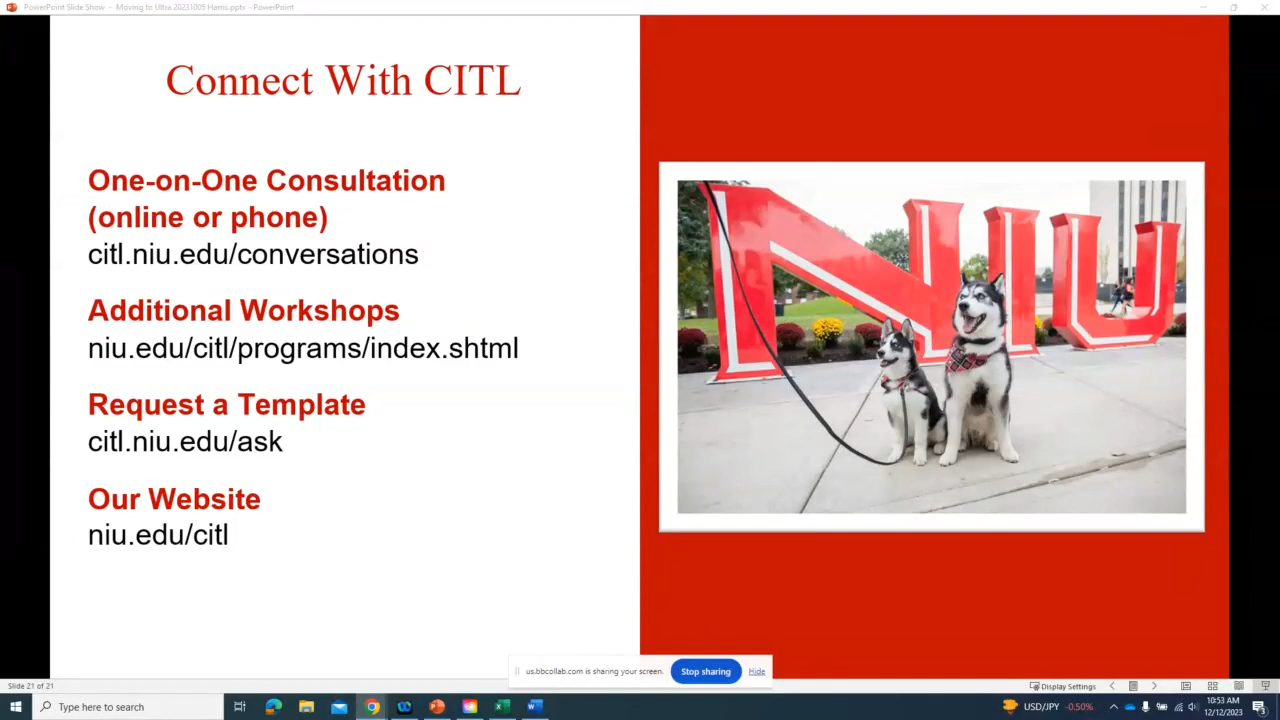 PowerPoint Slide Show - Moving to Ultra 20231005 Harris.pptx - PowerPoint
Connect With CITL
One-on-One Consultation
(online or phone)
citl.niu.edu/conversations
Additional Workshops
niu.edu/citl/programs/index.shtml
Request a Template
citl.niu.edu/ask
Our Website
niu.edu/citl
NIU
us.bbcollab.com is sharing your screen.
Stop sharing
Hide
Slide 21 of 21
Display Settings
Type here to search
USD/JPY -0.50%
10:53 AM
12/12/2023